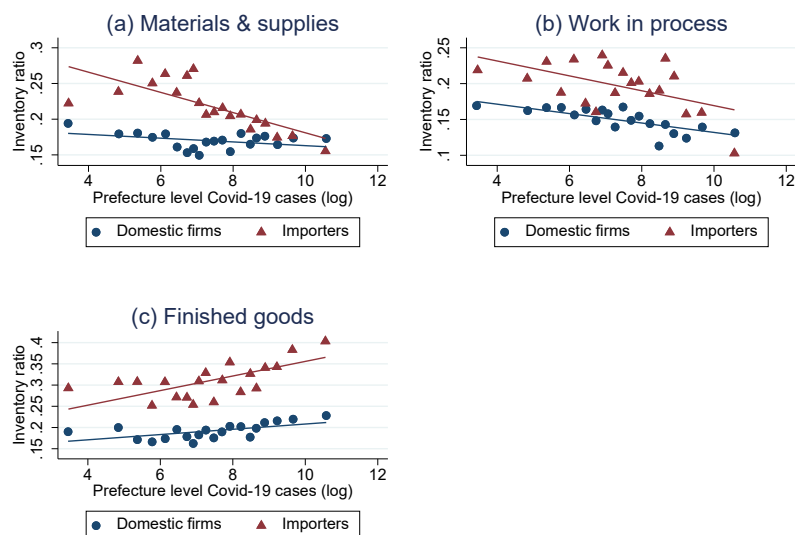 (a) Materials & supplies
Inventory ratio
.3
.25
.2
.15
4 6 8 10 12
Prefecture level Covid-19 cases (log)
Domestic firms Importers
(b) Work in process
Inventory ratio
.25
.2
.15
.1
4 6 8 10 12
Prefecture level Covid-19 cases (log)
Domestic firms Importers
(c) Finished goods
Inventory ratio
.4
.35
.3
.25
.2
.15
4 6 8 10 12
Prefecture level Covid-19 cases (log)
Domestic firms Importers